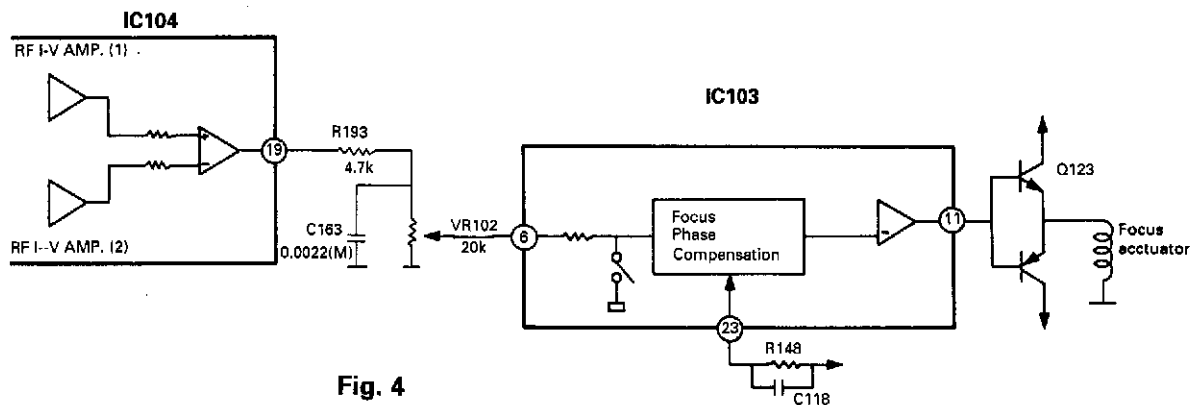 IC104
RF I-V AMP. (1)
RF I--V AMP. (2)
19
R193
4.7k
C163
0.0022(M)
VR102
20k
IC103
6
Focus
Phase
Compensation
23
R148
C118
11
Q123
Focus
acctuator
Fig. 4